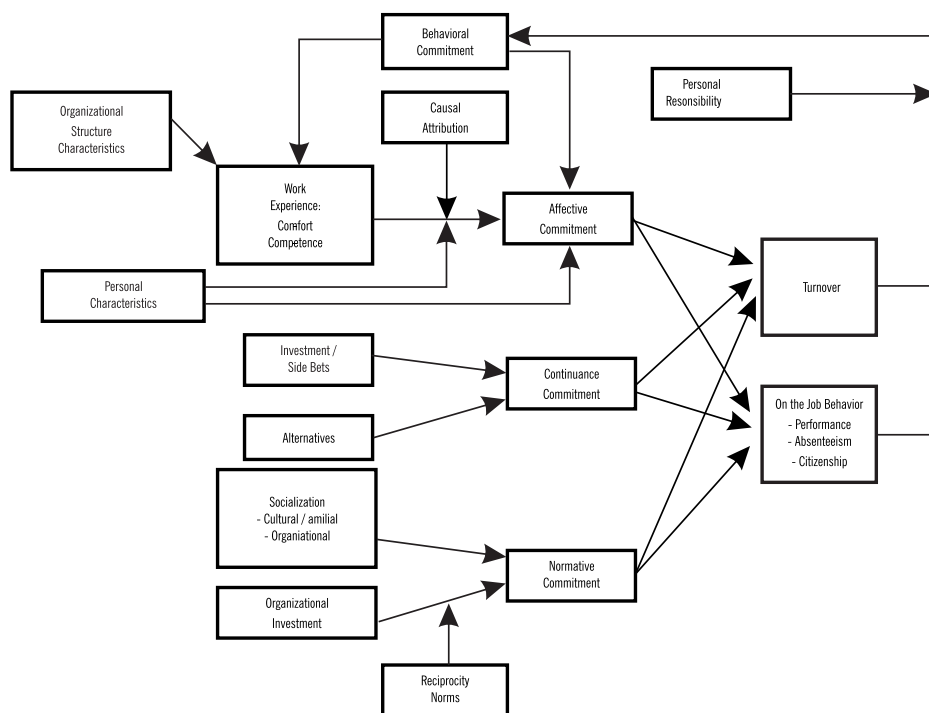 Behavioral
Commitment
Personal
Resonsibility
Organizational
Structure
Characteristics
Causal
Attribution
Work
Experience:
Comfort
Competence
Affective
Commitment
Personal
Characteristics
Turnover
Investment /
Side Bets
Continuance
Commitment
Alternatives
On the Job Behavior
- Performance
- Absenteeism
- Citizenship
Socialization
- Cultural / amilial
- Organiational
Normative
Commitment
Organizational
Investment
Reciprocity
Norms